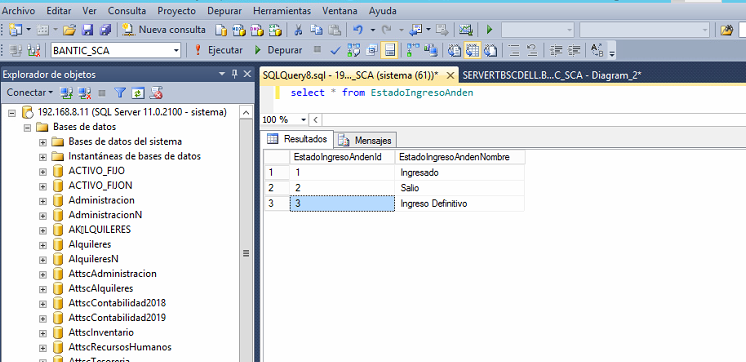 Archivo Editar Ver Consulta Proyecto Depurar Herramientas Ventana Ayuda
Nueva consulta
BANTIC_SCA Ejecutar Depurar
Explorador de objetos
Conectar
192.168.8.11 (SQL Server 11.0.2100 - sistema)
Bases de datos
Bases de datos del sistema
Instantáneas de bases de datos
ACTIVO_FIJO
ACTIVO_FIJON
Administracion
AdministracionN
Alquileres
AlquileresN
AttscAdministracion
AttscAlquileres
AttscContabilidad2018
AttscContabilidad2019
AttscInventario
AttscRecursosHumanos
AttscTesoreria
SQLQuery8.sql - 19..._SCA (sistema (61))* SERVERTBSCDELL.B...C_SCA - Diagram_2*
select * from EstadoIngresoAnden
100 %
Resultados Mensajes
EstadoIngresoAndenId EstadoIngresoAndenNombre
1 1 Ingresado
2 2 Salio
3 3 Ingreso Definitivo